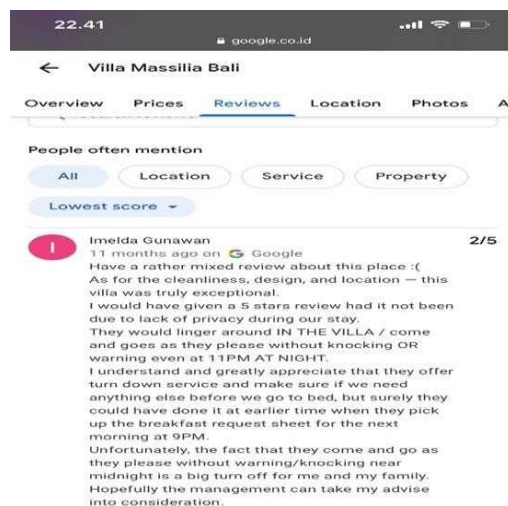 22.41
google.co.id
Villa Massilia Bali
Overview Prices Reviews Location Photos A
People often mention
All Location Service Property
Lowest score
I
Imelda Gunawan 2/5
11 months ago on G Google
Have a rather mixed review about this place :(
As for the cleanliness, design, and location — this
villa was truly exceptional.
I would have given a 5 stars review had it not been
due to lack of privacy during our stay.
They would linger around IN THE VILLA / come
and goes as they please without knocking OR
warning even at 11PM AT NIGHT.
I understand and greatly appreciate that they offer
turn down service and make sure if we need
anything else before we go to bed, but surely they
could have done it at earlier time when they pick
up the breakfast request sheet for the next
morning at 9PM.
Unfortunately, the fact that they come and go as
they please without warning/knocking near
midnight is a big turn off for me and my family.
Hopefully the management can take my advise
into consideration.